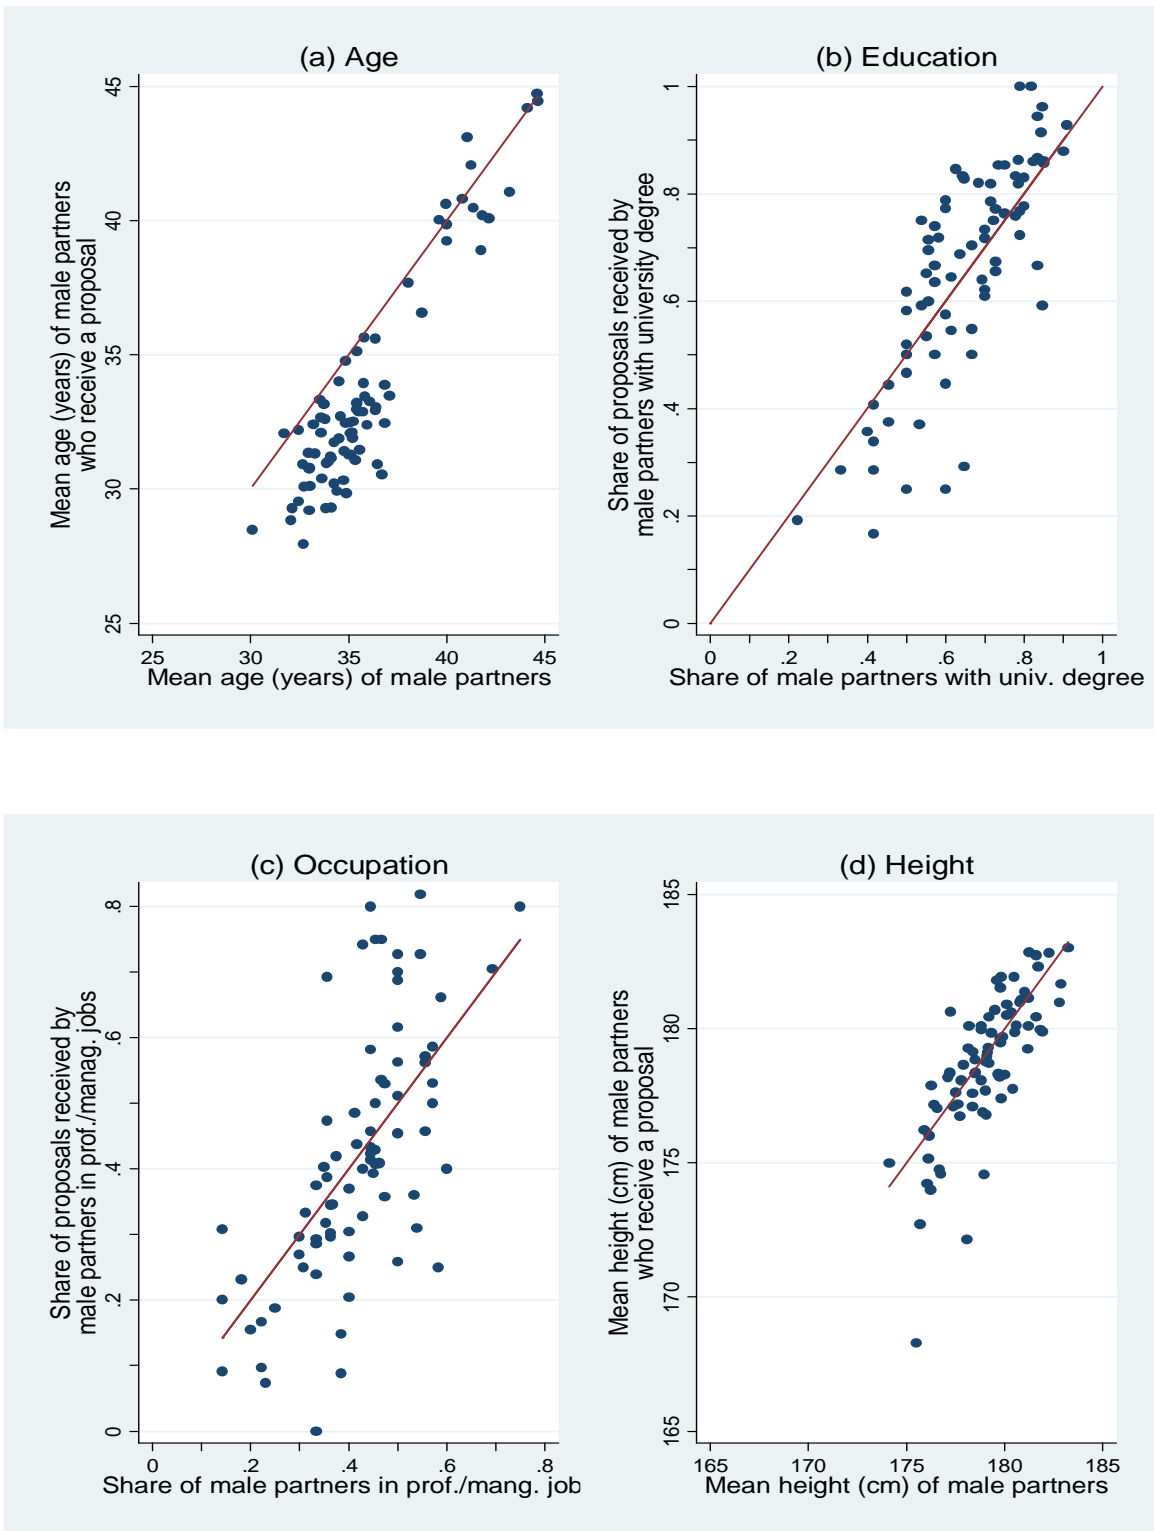 (a) Age
Mean age (years) of male partners
who receive a proposal
45
40
35
30
25
25 30 35 40 45
Mean age (years) of male partners
(b) Education
Share of proposals received by
male partners with university degree
1
.8
.6
.4
.2
0
0 .2 .4 .6 .8 1
Share of male partners with univ. degree
(c) Occupation
Share of proposals received by
male partners in prof./manag. jobs
.8
.6
.4
.2
0
0 .2 .4 .6 .8
Share of male partners in prof./mang. job
(d) Height
Mean height (cm) of male partners
who receive a proposal
185
180
175
170
165
165 170 175 180 185
Mean height (cm) of male partners